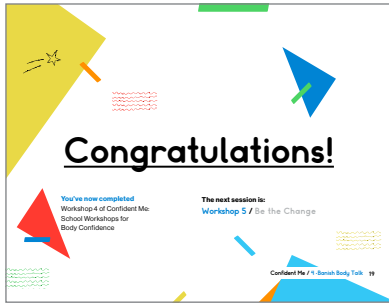 Congratulations!
You've now completed
Workshop 4 of Confident Me:
School Workshops for
Body Confidence
The next session is:
Workshop 5 / Be the Change
Confident Me / 4 -Banish Body Talk 19